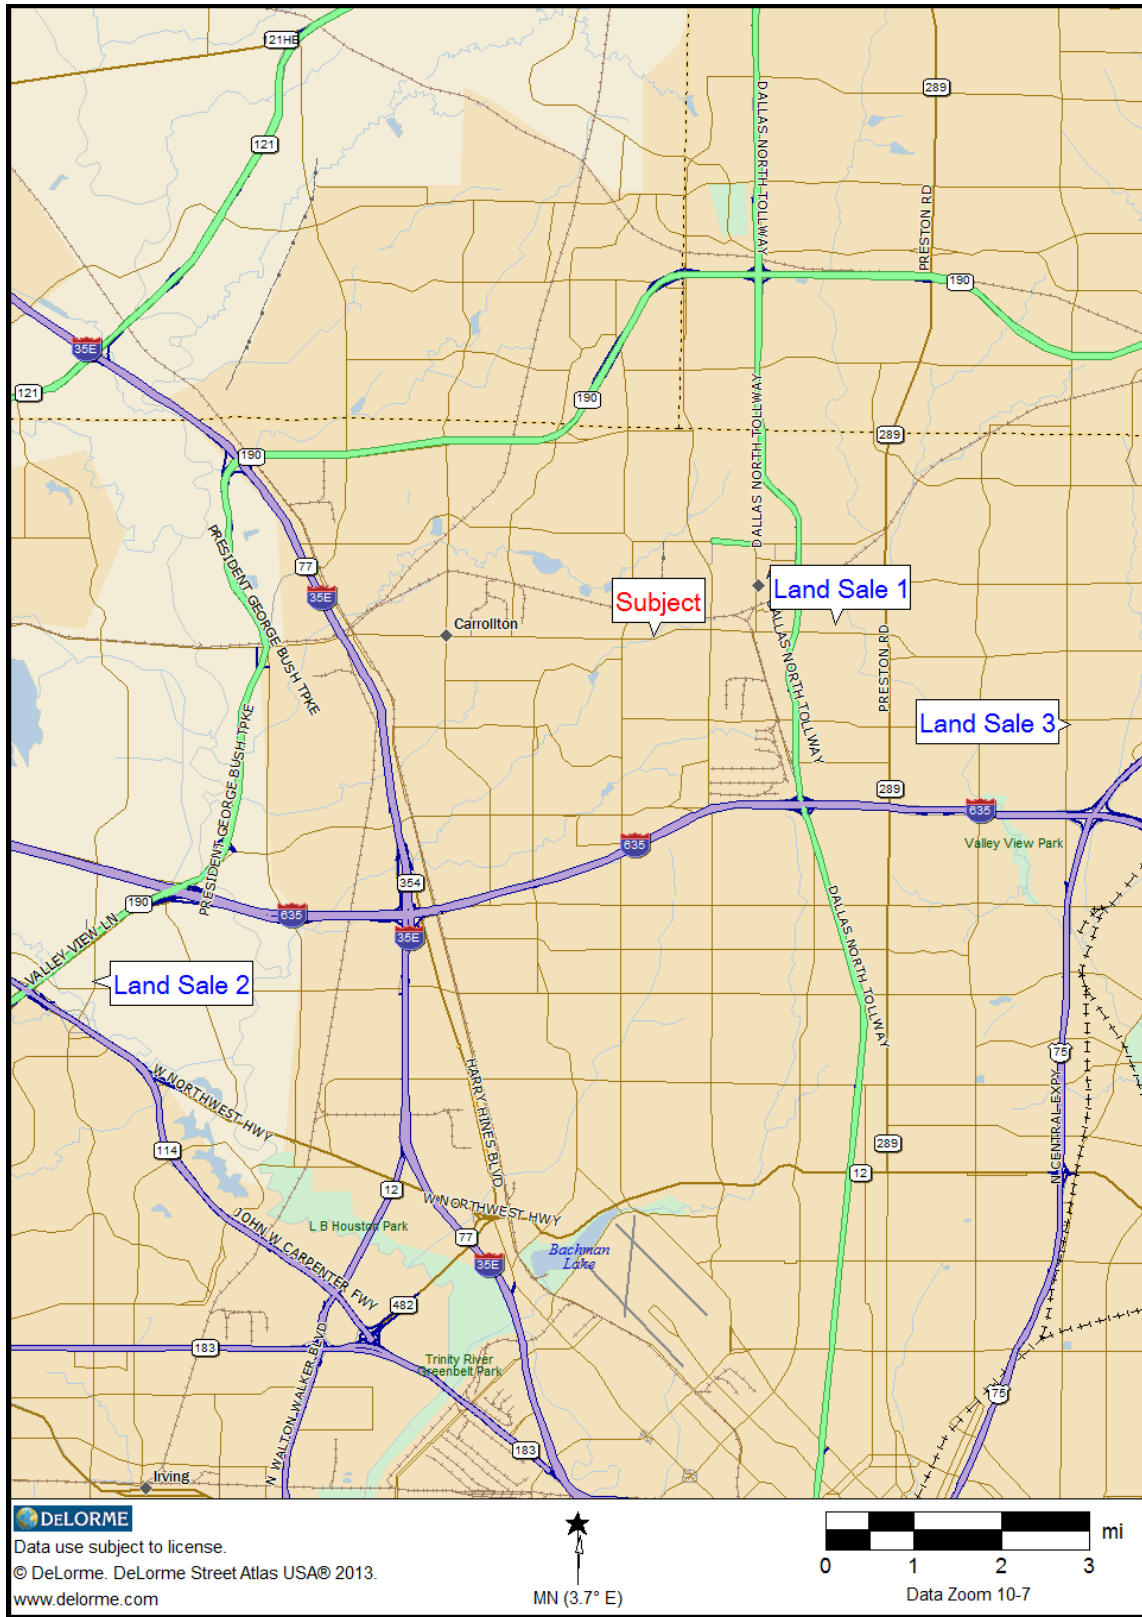 121HE
289
121
DALLAS NORTH TOLLWAY
PRESTON RD
190
35E
121
190
DALLAS NORTH TOLLWAY
289
190
PRESIDENT GEORGE BUSH TPKE
77
35E
Subject
Land Sale 1
Carrollton
DALLAS NORTH TOLLWAY
PRESTON RD
PRESIDENT GEORGE BUSH TPKE
Land Sale 3
289
635
635
Valley View Park
354
190
635
35E
VALLEY VIEW LN
DALLAS NORTH TOLLWAY
Land Sale 2
W NORTHWEST HWY
HARRY HINES BLVD
75
N CENTRAL EXPY
114
289
12
12
W NORTHWEST HWY
JOHN W CARPENTER FWY
L B Houston Park
77
35E
Bachman
Lake
482
183
N WALTON WALKER BLVD
Trinity River
Greenbelt Park
75
183
Irving
DELORME
Data use subject to license.
© DeLorme. DeLorme Street Atlas USA® 2013.
www.delorme.com
MN (3.7° E)
mi
0 1 2 3
Data Zoom 10-7